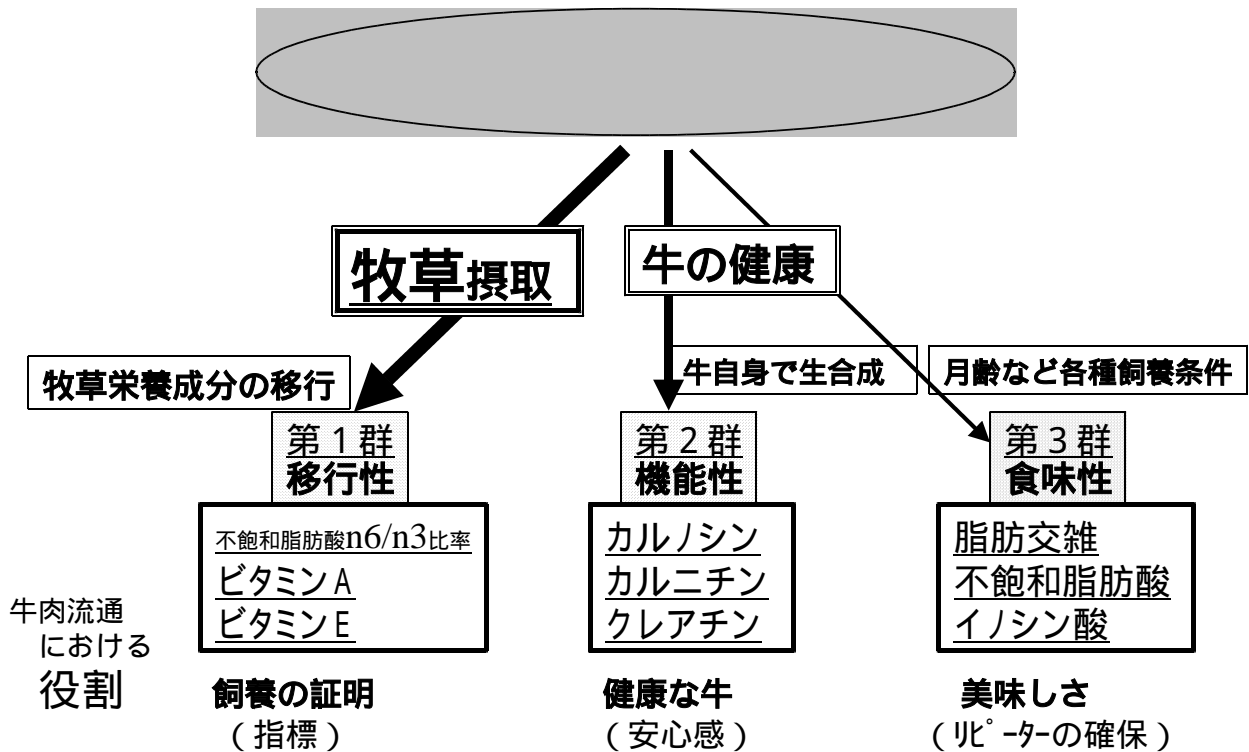 牧草摂取
牛の健康
牧草栄養成分の移行
牛自身で生合成
月齢など各種飼養条件
第1群
移行性
第2群
機能性
第3群
食味性
不飽和脂肪酸n6/n3比率
ビタミンA
ビタミンE
カルノシン
カルニチン
クレアチン
脂肪交雑
不飽和脂肪酸
イノシン酸
牛肉流通
における
役割
飼養の証明
(指標)
健康な牛
(安心感)
美味しさ
(ﾘﾋﾟｰﾀｰの確保)